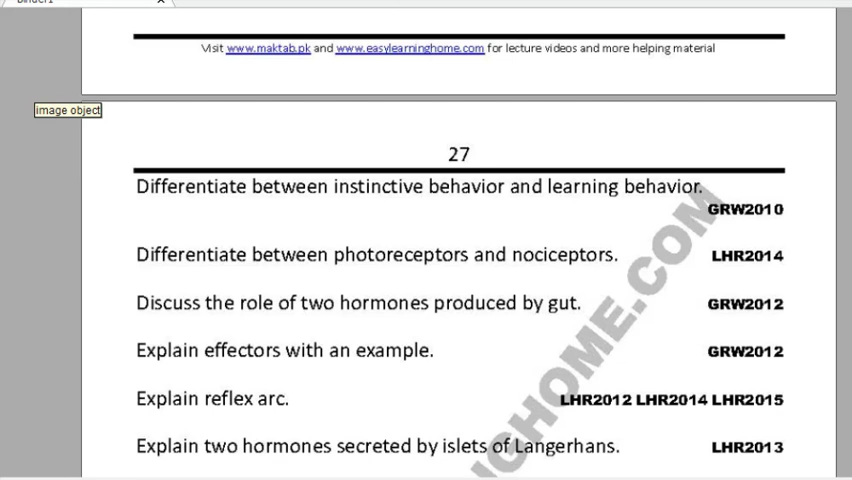 Visit www.maktab.pk and www.easylearninghome.com for lecture videos and more helping material
image object
27
Differentiate between instinctive behavior and learning behavior.
GRW2010
Differentiate between photoreceptors and nociceptors. LHR2014
Discuss the role of two hormones produced by gut. GRW2012
Explain effectors with an example. GRW2012
Explain reflex arc. LHR2012 LHR2014 LHR2015
Explain two hormones secreted by islets of Langerhans. LHR2013
NGHOME.COM